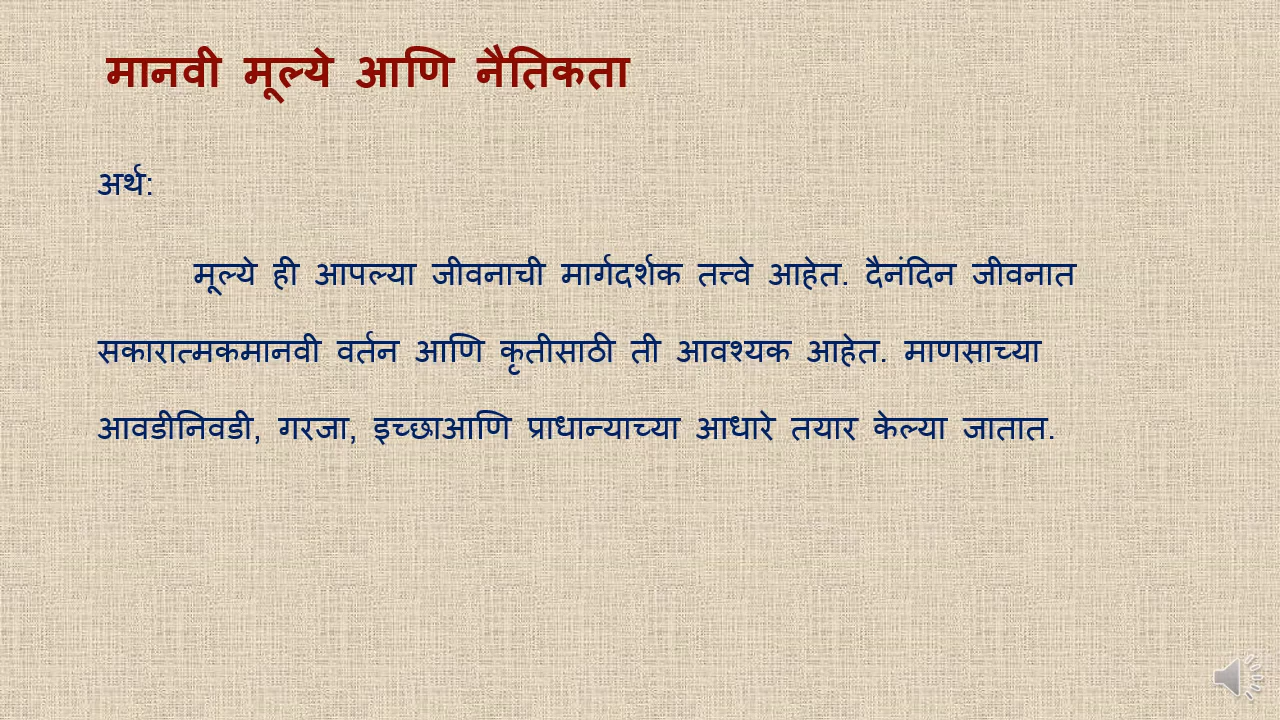 मानवी मूल्ये आणि नैतिकता
अर्थ:
मूल्ये ही आपल्या जीवनाची मार्गदर्शक तत्त्वे आहेत. दैनंदिन जीवनात
सकारात्मकमानवी वर्तन आणि कृतीसाठी ती आवश्यक आहेत. माणसाच्या
आवडीनिवडी, गरजा, इच्छाआणि प्राधान्याच्या आधारे तयार केल्या जातात.